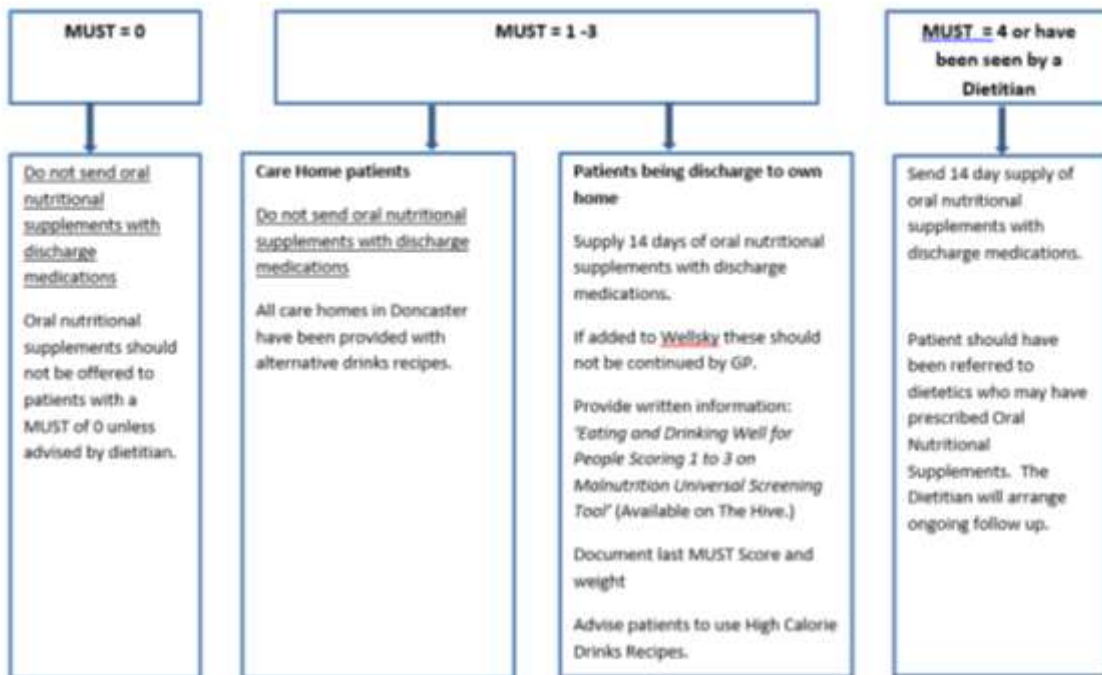 MUST = 0
Do not send oral
nutritional
supplements with
discharge
medications
Oral nutritional
supplements should
not be offered to
patients with a
MUST of 0 unless
advised by dietitian.
MUST = 1 -3
Care Home patients
Do not send oral nutritional
supplements with discharge
medications
All care homes in Doncaster
have been provided with
alternative drinks recipes.
Patients being discharge to own
home
Supply 14 days of oral nutritional
supplements with discharge
medications.
If added to Wellsky these should
not be continued by GP.
Provide written information:
"Eating and Drinking Well for
People Scoring 1 to 3 on
Malnutrition Universal Screening
Tool" (Available on The Hive.)
Document last MUST Score and
weight
Advise patients to use High Calorie
Drinks Recipes.
MUST = 4 or have
been seen by a
Dietitian
Send 14 day supply of
oral nutritional
supplements with
discharge medications.
Patient should have
been referred to
dietetics who may have
prescribed Oral
Nutritional
Supplements. The
Dietitian will arrange
ongoing follow up.